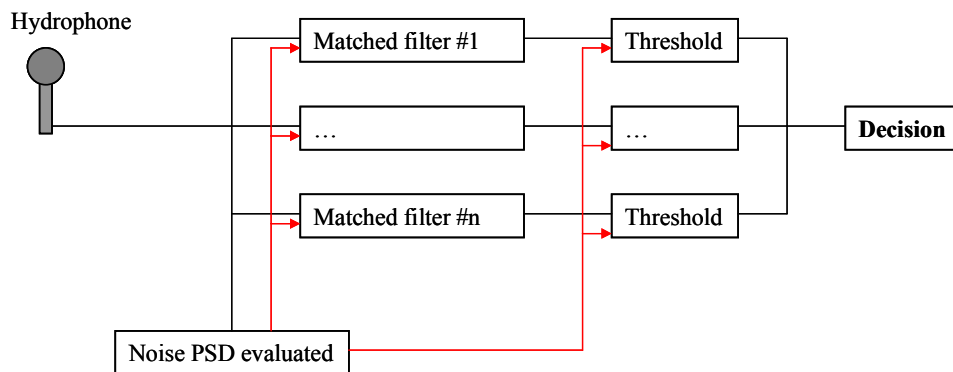 Hydrophone
Matched filter #1
Threshold
…
…
Decision
Matched filter #n
Threshold
Noise PSD evaluated